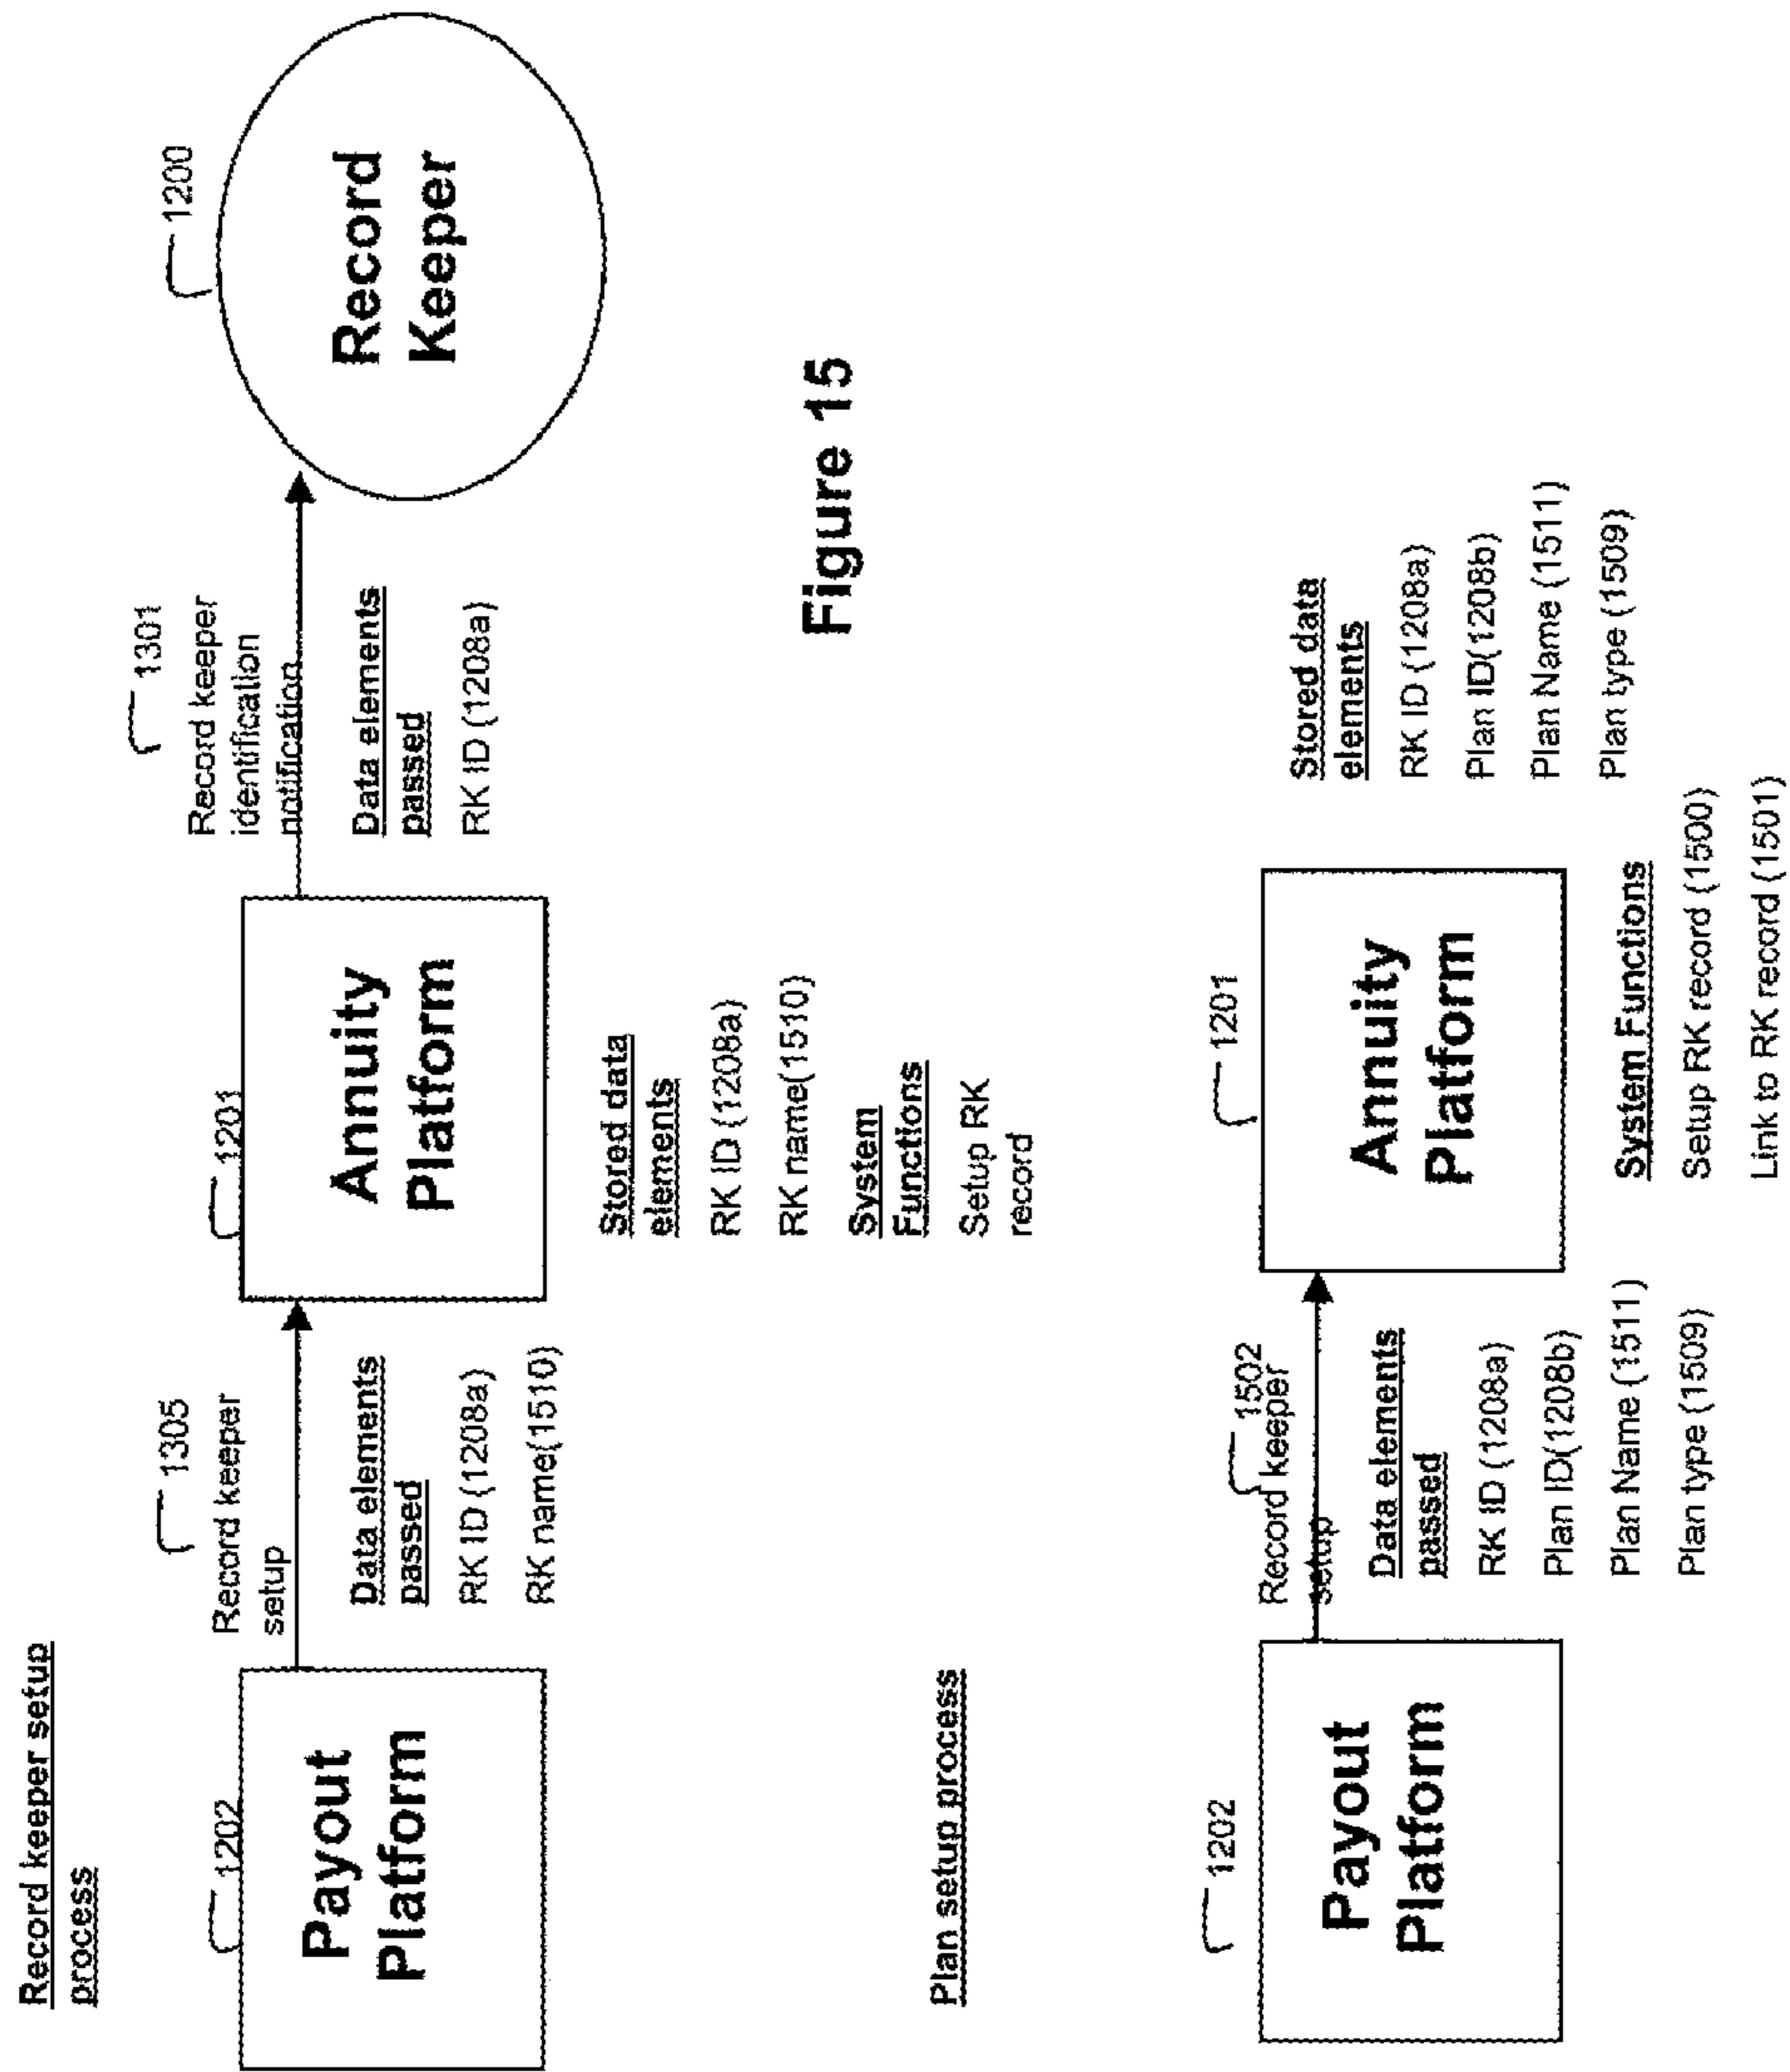 Record keeper setup
process
1202
Payout
Platform
1305
Record keeper
setup
Data elements
passed
RK ID (1208a)
RK name(1510)
1201
Annuity
Platform
Stored data
elements
RK ID (1208a)
RK name(1510)
System
Functions
Setup RK
record
1301
Record keeper
identification
notification
Data elements
passed
RK ID (1208a)
1200
Record
Keeper
Figure 15
Plan setup process
1202
Payout
Platform
1502
Record keeper
setup
Data elements
passed
RK ID (1208a)
Plan ID(1208b)
Plan Name (1511)
Plan type (1509)
1201
Annuity
Platform
System Functions
Setup RK record (1500)
Link to RK record (1501)
Stored data
elements
RK ID (1208a)
Plan ID(1208b)
Plan Name (1511)
Plan type (1509)